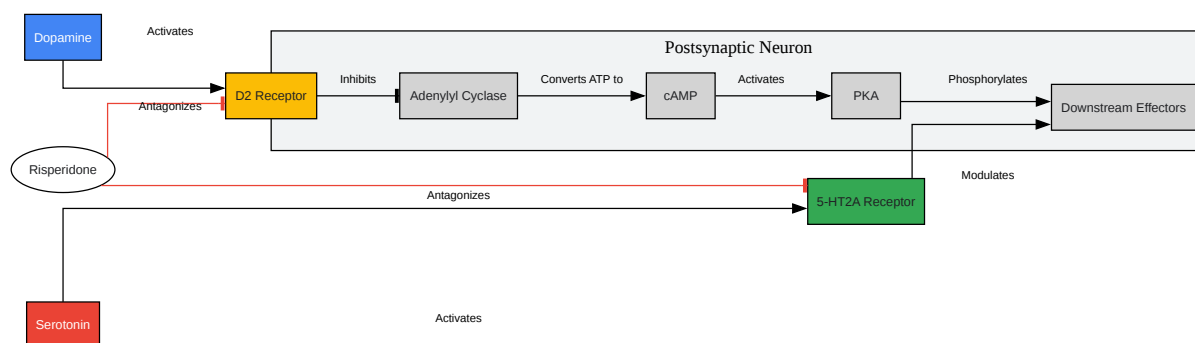 Dopamine
Activates
Postsynaptic Neuron
D2 Receptor
Inhibits
Adenylyl Cyclase
Converts ATP to
cAMP
Activates
PKA
Phosphorylates
Downstream Effectors
Antagonizes
Risperidone
Antagonizes
5-HT2A Receptor
Modulates
Serotonin
Activates